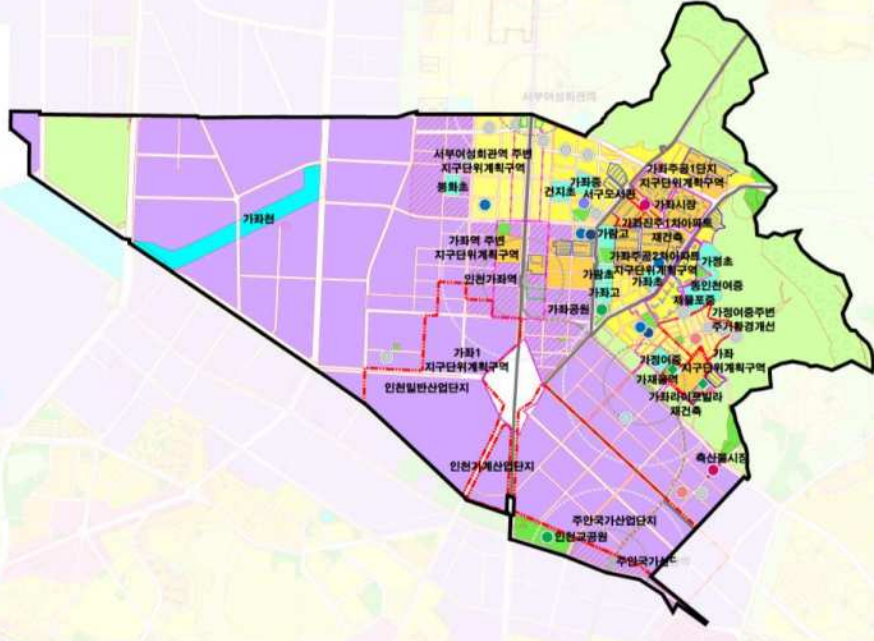 서부여성회관역
서부여성회관역 주변
지구단위계획구역
봉화초
가좌중
건지초
서구도서관
가좌주공1단지
지구단위계획구역
가좌시장
가좌진주1차아파트
재건축
가좌천
가람고
가좌역 주변
지구단위계획구역
가좌주공2차아파트
지구단위계획구역
가정초
인천가좌역
가람초
가좌초
동인천여중
가좌고
제물포중
가좌공원
가정여중주변
주거환경개선
가좌1
지구단위계획구역
가정여중
가좌
지구단위계획구역
인천일반산업단지
가재울역
가좌라이프빌라
재건축
인천기계산업단지
축산물시장
주안국가산업단지
인천교공원
주안국가산단